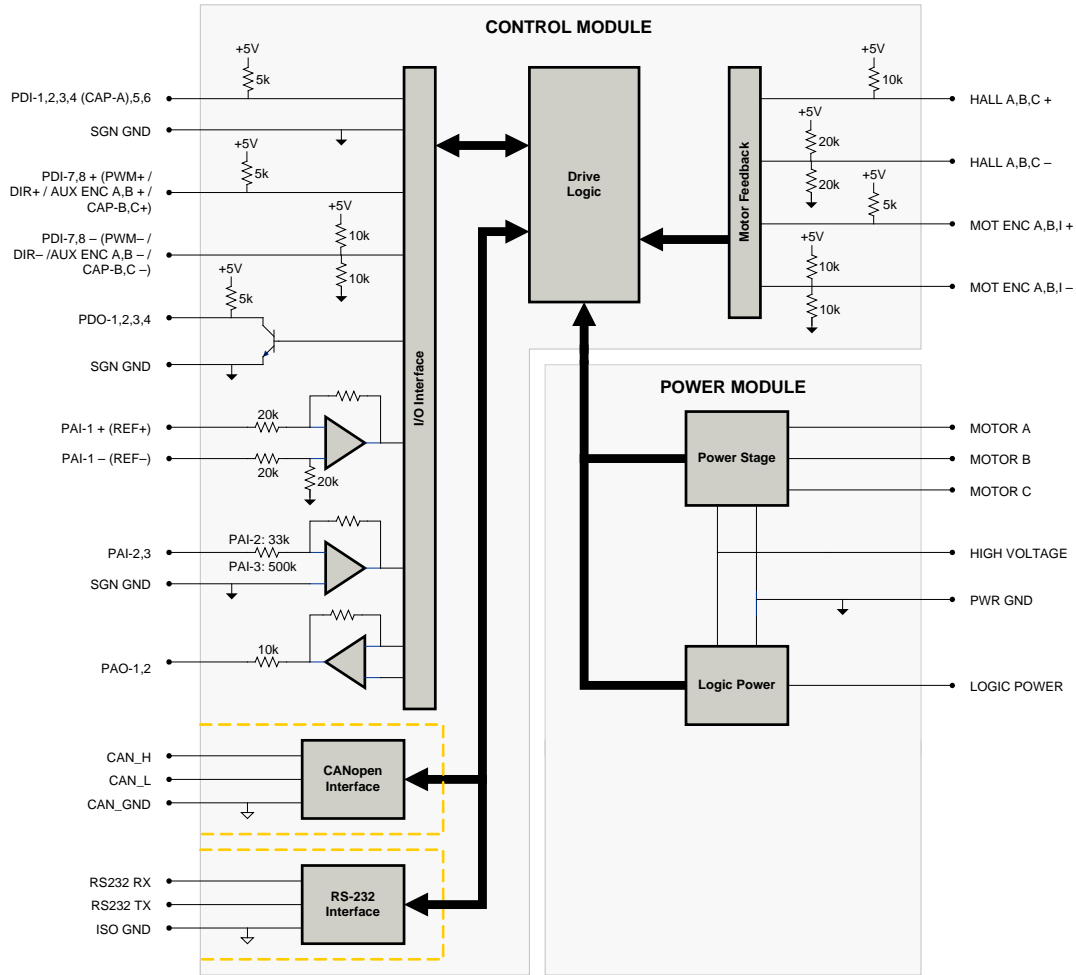 CONTROL MODULE
+5V
5k
PDI-1,2,3,4 (CAP-A),5,6
SGN GND
+5V
5k
PDI-7,8 + (PWM+ /
DIR+ / AUX ENC A,B + /
CAP-B,C+)
+5V
10k
10k
PDI-7,8 – (PWM– /
DIR– /AUX ENC A,B – /
CAP-B,C –)
+5V
5k
PDO-1,2,3,4
SGN GND
PAI-1 + (REF+)
20k
PAI-1 – (REF–)
20k
20k
PAI-2,3
PAI-2: 33k
PAI-3: 500k
SGN GND
PAO-1,2
10k
I/O Interface
Drive
Logic
Motor Feedback
+5V
10k
HALL A,B,C +
+5V
20k
20k
HALL A,B,C –
+5V
5k
MOT ENC A,B,I +
+5V
10k
10k
MOT ENC A,B,I –
POWER MODULE
Power Stage
MOTOR A
MOTOR B
MOTOR C
HIGH VOLTAGE
PWR GND
Logic Power
LOGIC POWER
CAN_H
CAN_L
CAN_GND
CANopen
Interface
RS232 RX
RS232 TX
ISO GND
RS-232
Interface